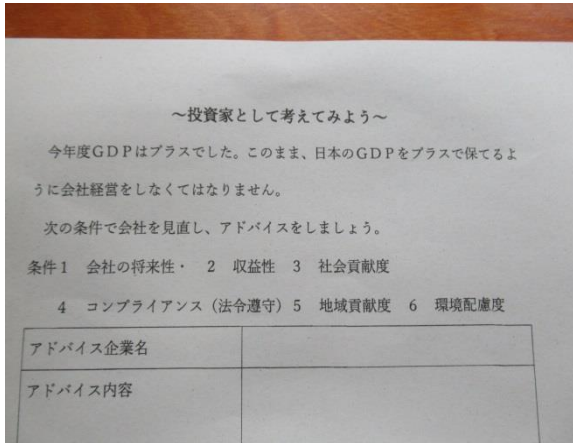 ～投資家として考えてみよう～
今年度ＧＤＰはプラスでした。このまま、日本のＧＤＰをプラスで保てるよ
うに会社経営をしなくてはなりません。
次の条件で会社を見直し、アドバイスをしましょう。
条件１　会社の将来性・　２　収益性　３　社会貢献度
４　コンプライアンス（法令遵守）５　地域貢献度　６　環境配慮度
アドバイス企業名
アドバイス内容